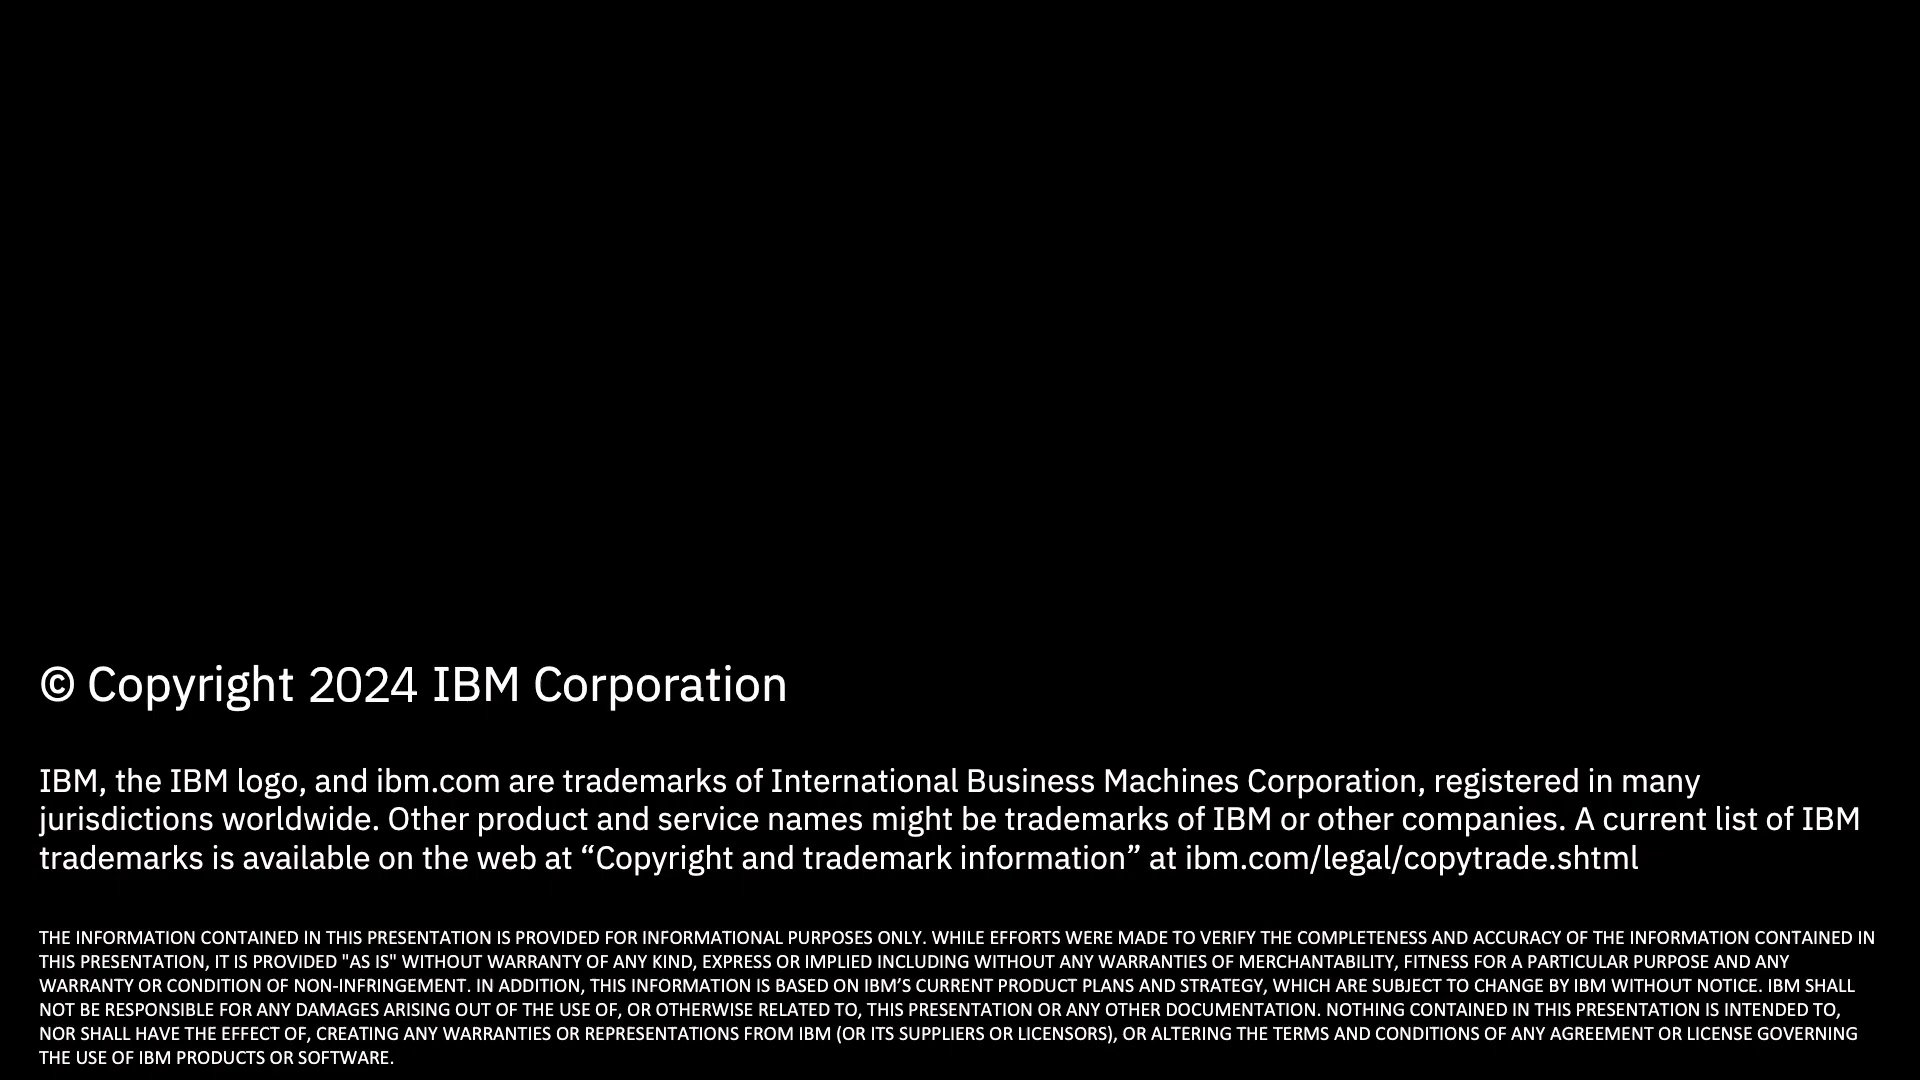 © Copyright 2024 IBM Corporation
IBM, the IBM logo, and ibm.com are trademarks of International Business Machines Corporation, registered in many
jurisdictions worldwide. Other product and service names might be trademarks of IBM or other companies. A current list of IBM
trademarks is available on the web at “Copyright and trademark information” at ibm.com/legal/copytrade.shtml
THE INFORMATION CONTAINED IN THIS PRESENTATION IS PROVIDED FOR INFORMATIONAL PURPOSES ONLY. WHILE EFFORTS WERE MADE TO VERIFY THE COMPLETENESS AND ACCURACY OF THE INFORMATION CONTAINED IN
THIS PRESENTATION, IT IS PROVIDED "AS IS" WITHOUT WARRANTY OF ANY KIND, EXPRESS OR IMPLIED INCLUDING WITHOUT ANY WARRANTIES OF MERCHANTABILITY, FITNESS FOR A PARTICULAR PURPOSE AND ANY
WARRANTY OR CONDITION OF NON-INFRINGEMENT. IN ADDITION, THIS INFORMATION IS BASED ON IBM’S CURRENT PRODUCT PLANS AND STRATEGY, WHICH ARE SUBJECT TO CHANGE BY IBM WITHOUT NOTICE. IBM SHALL
NOT BE RESPONSIBLE FOR ANY DAMAGES ARISING OUT OF THE USE OF, OR OTHERWISE RELATED TO, THIS PRESENTATION OR ANY OTHER DOCUMENTATION. NOTHING CONTAINED IN THIS PRESENTATION IS INTENDED TO,
NOR SHALL HAVE THE EFFECT OF, CREATING ANY WARRANTIES OR REPRESENTATIONS FROM IBM (OR ITS SUPPLIERS OR LICENSORS), OR ALTERING THE TERMS AND CONDITIONS OF ANY AGREEMENT OR LICENSE GOVERNING
THE USE OF IBM PRODUCTS OR SOFTWARE.